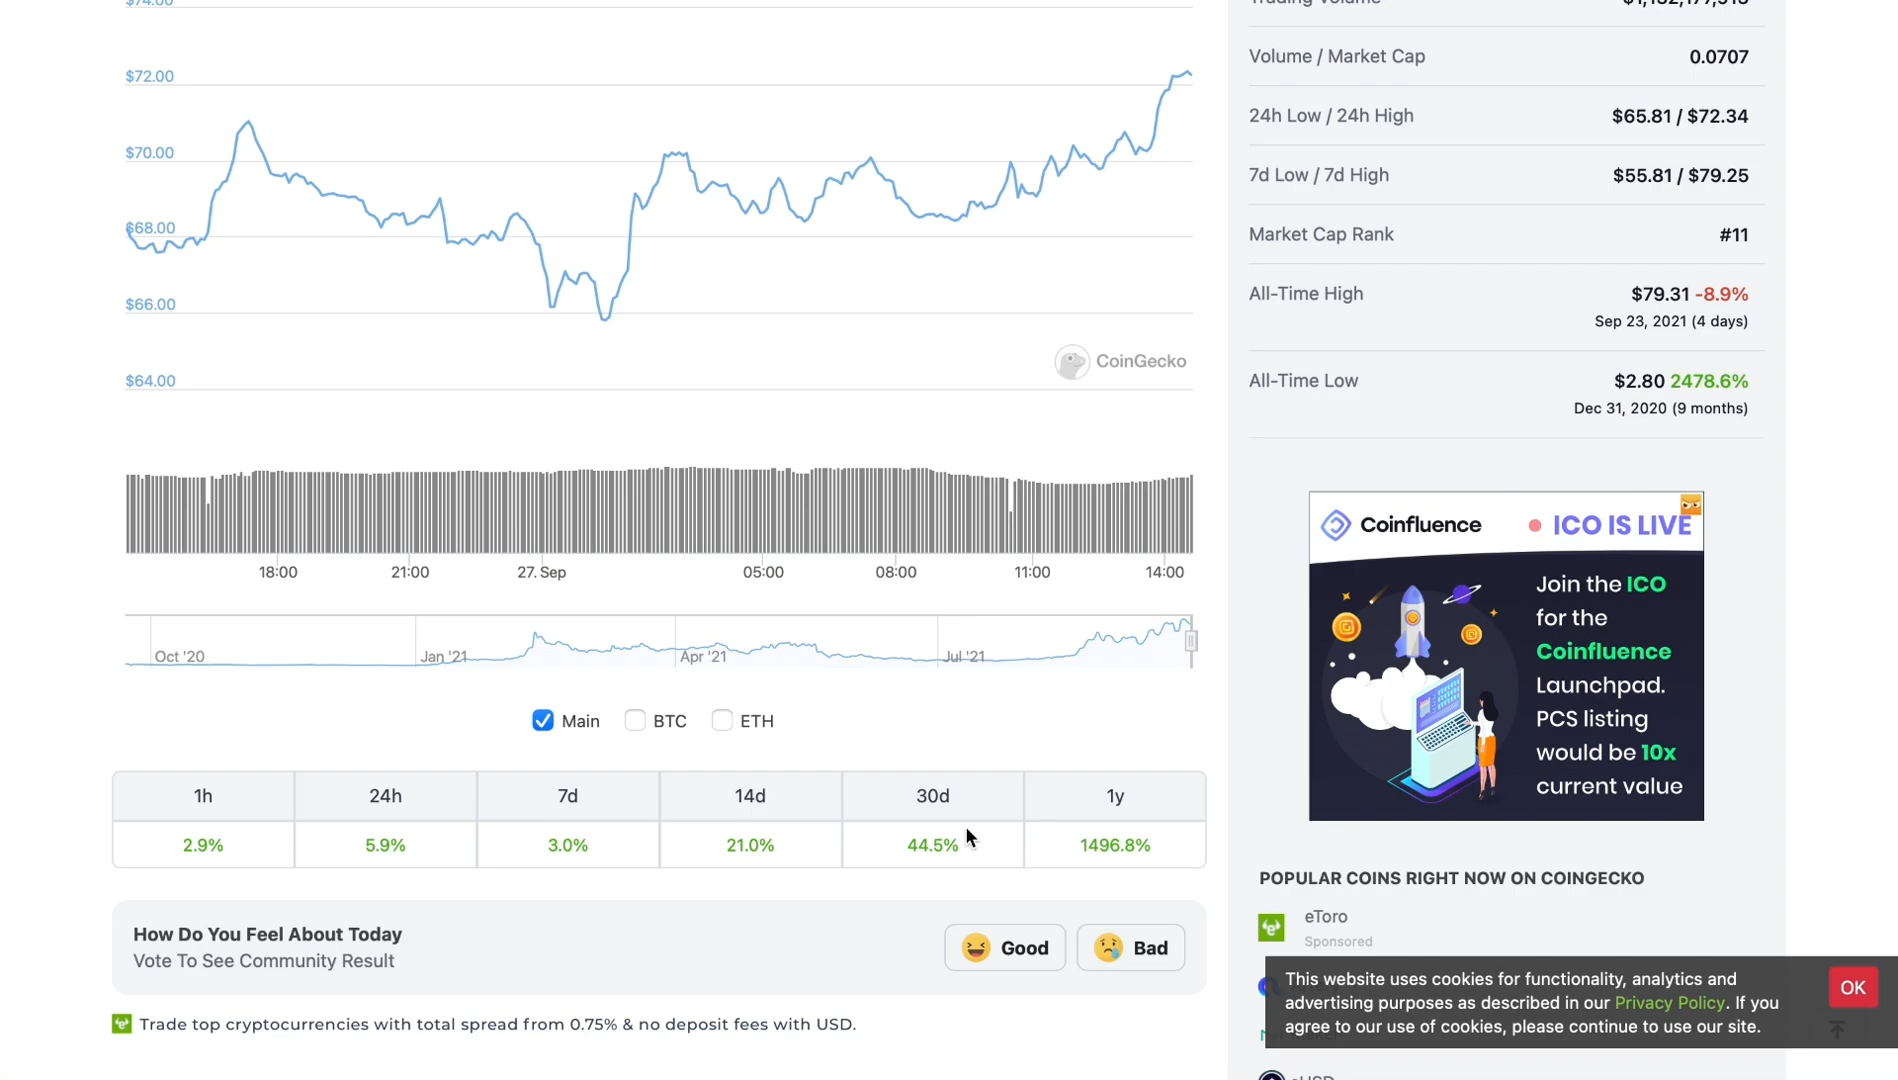 $74.00
$72.00
$70.00
$68.00
$66.00
$64.00
CoinGecko
18:00 21:00 27. Sep 05:00 08:00 11:00 14:00
Oct '20 Jan '21 Apr '21 Jul '21
Main BTC ETH
1h 24h 7d 14d 30d 1y
2.9% 5.9% 3.0% 21.0% 44.5% 1496.8%
How Do You Feel About Today
Vote To See Community Result
Good Bad
Trade top cryptocurrencies with total spread from 0.75% & no deposit fees with USD.
Trading Volume
Volume / Market Cap 0.0707
24h Low / 24h High $65.81 / $72.34
7d Low / 7d High $55.81 / $79.25
Market Cap Rank #11
All-Time High $79.31 -8.9%
Sep 23, 2021 (4 days)
All-Time Low $2.80 2478.6%
Dec 31, 2020 (9 months)
Coinfluence ICO IS LIVE
Join the ICO
for the
Coinfluence
Launchpad.
PCS listing
would be 10x
current value
POPULAR COINS RIGHT NOW ON COINGECKO
eToro
Sponsored
This website uses cookies for functionality, analytics and
advertising purposes as described in our Privacy Policy. If you
agree to our use of cookies, please continue to use our site.
OK